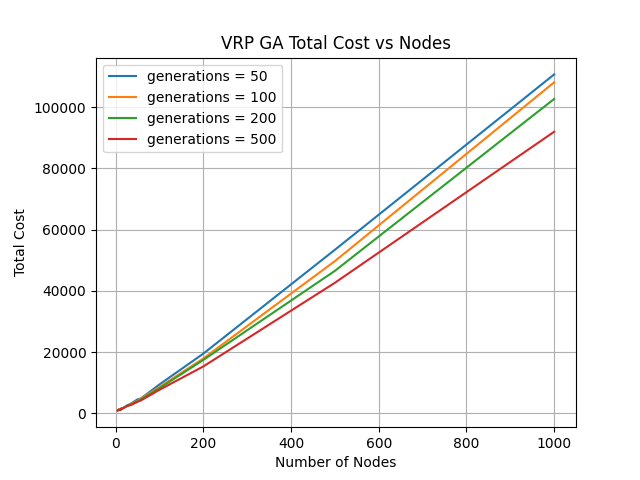 VRP GA Total Cost vs Nodes
generations = 50
generations = 100
generations = 200
generations = 500
Total Cost
100000
80000
60000
40000
20000
0
0 200 400 600 800 1000
Number of Nodes